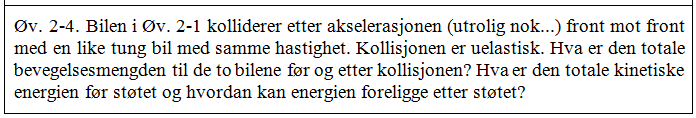 Øv. 2-4. Bilen i Øv. 2-1 kolliderer etter akselerasjonen (utrolig nok...) front mot front
med en like tung bil med samme hastighet. Kollisjonen er uelastisk. Hva er den totale
bevegelsesmengden til de to bilene før og etter kollisjonen? Hva er den totale kinetiske
energien før støtet og hvordan kan energien foreligge etter støtet?